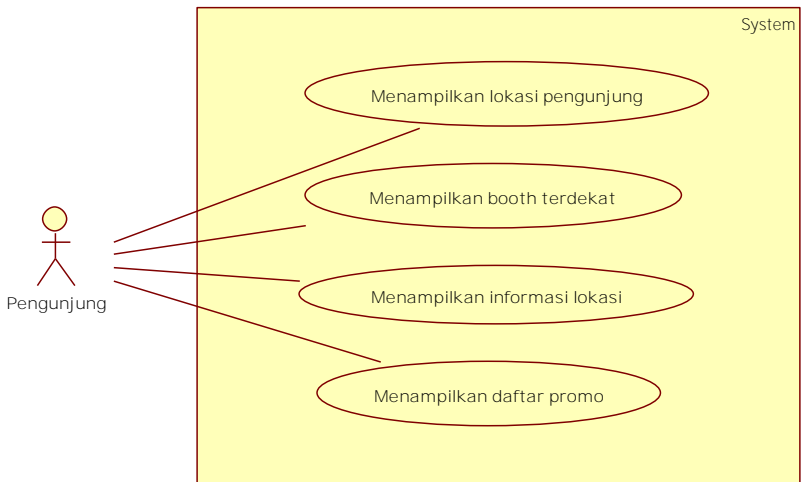 System
Menampilkan lokasi pengunjung
Menampilkan booth terdekat
Menampilkan informasi lokasi
Pengunjung
Menampilkan daftar promo